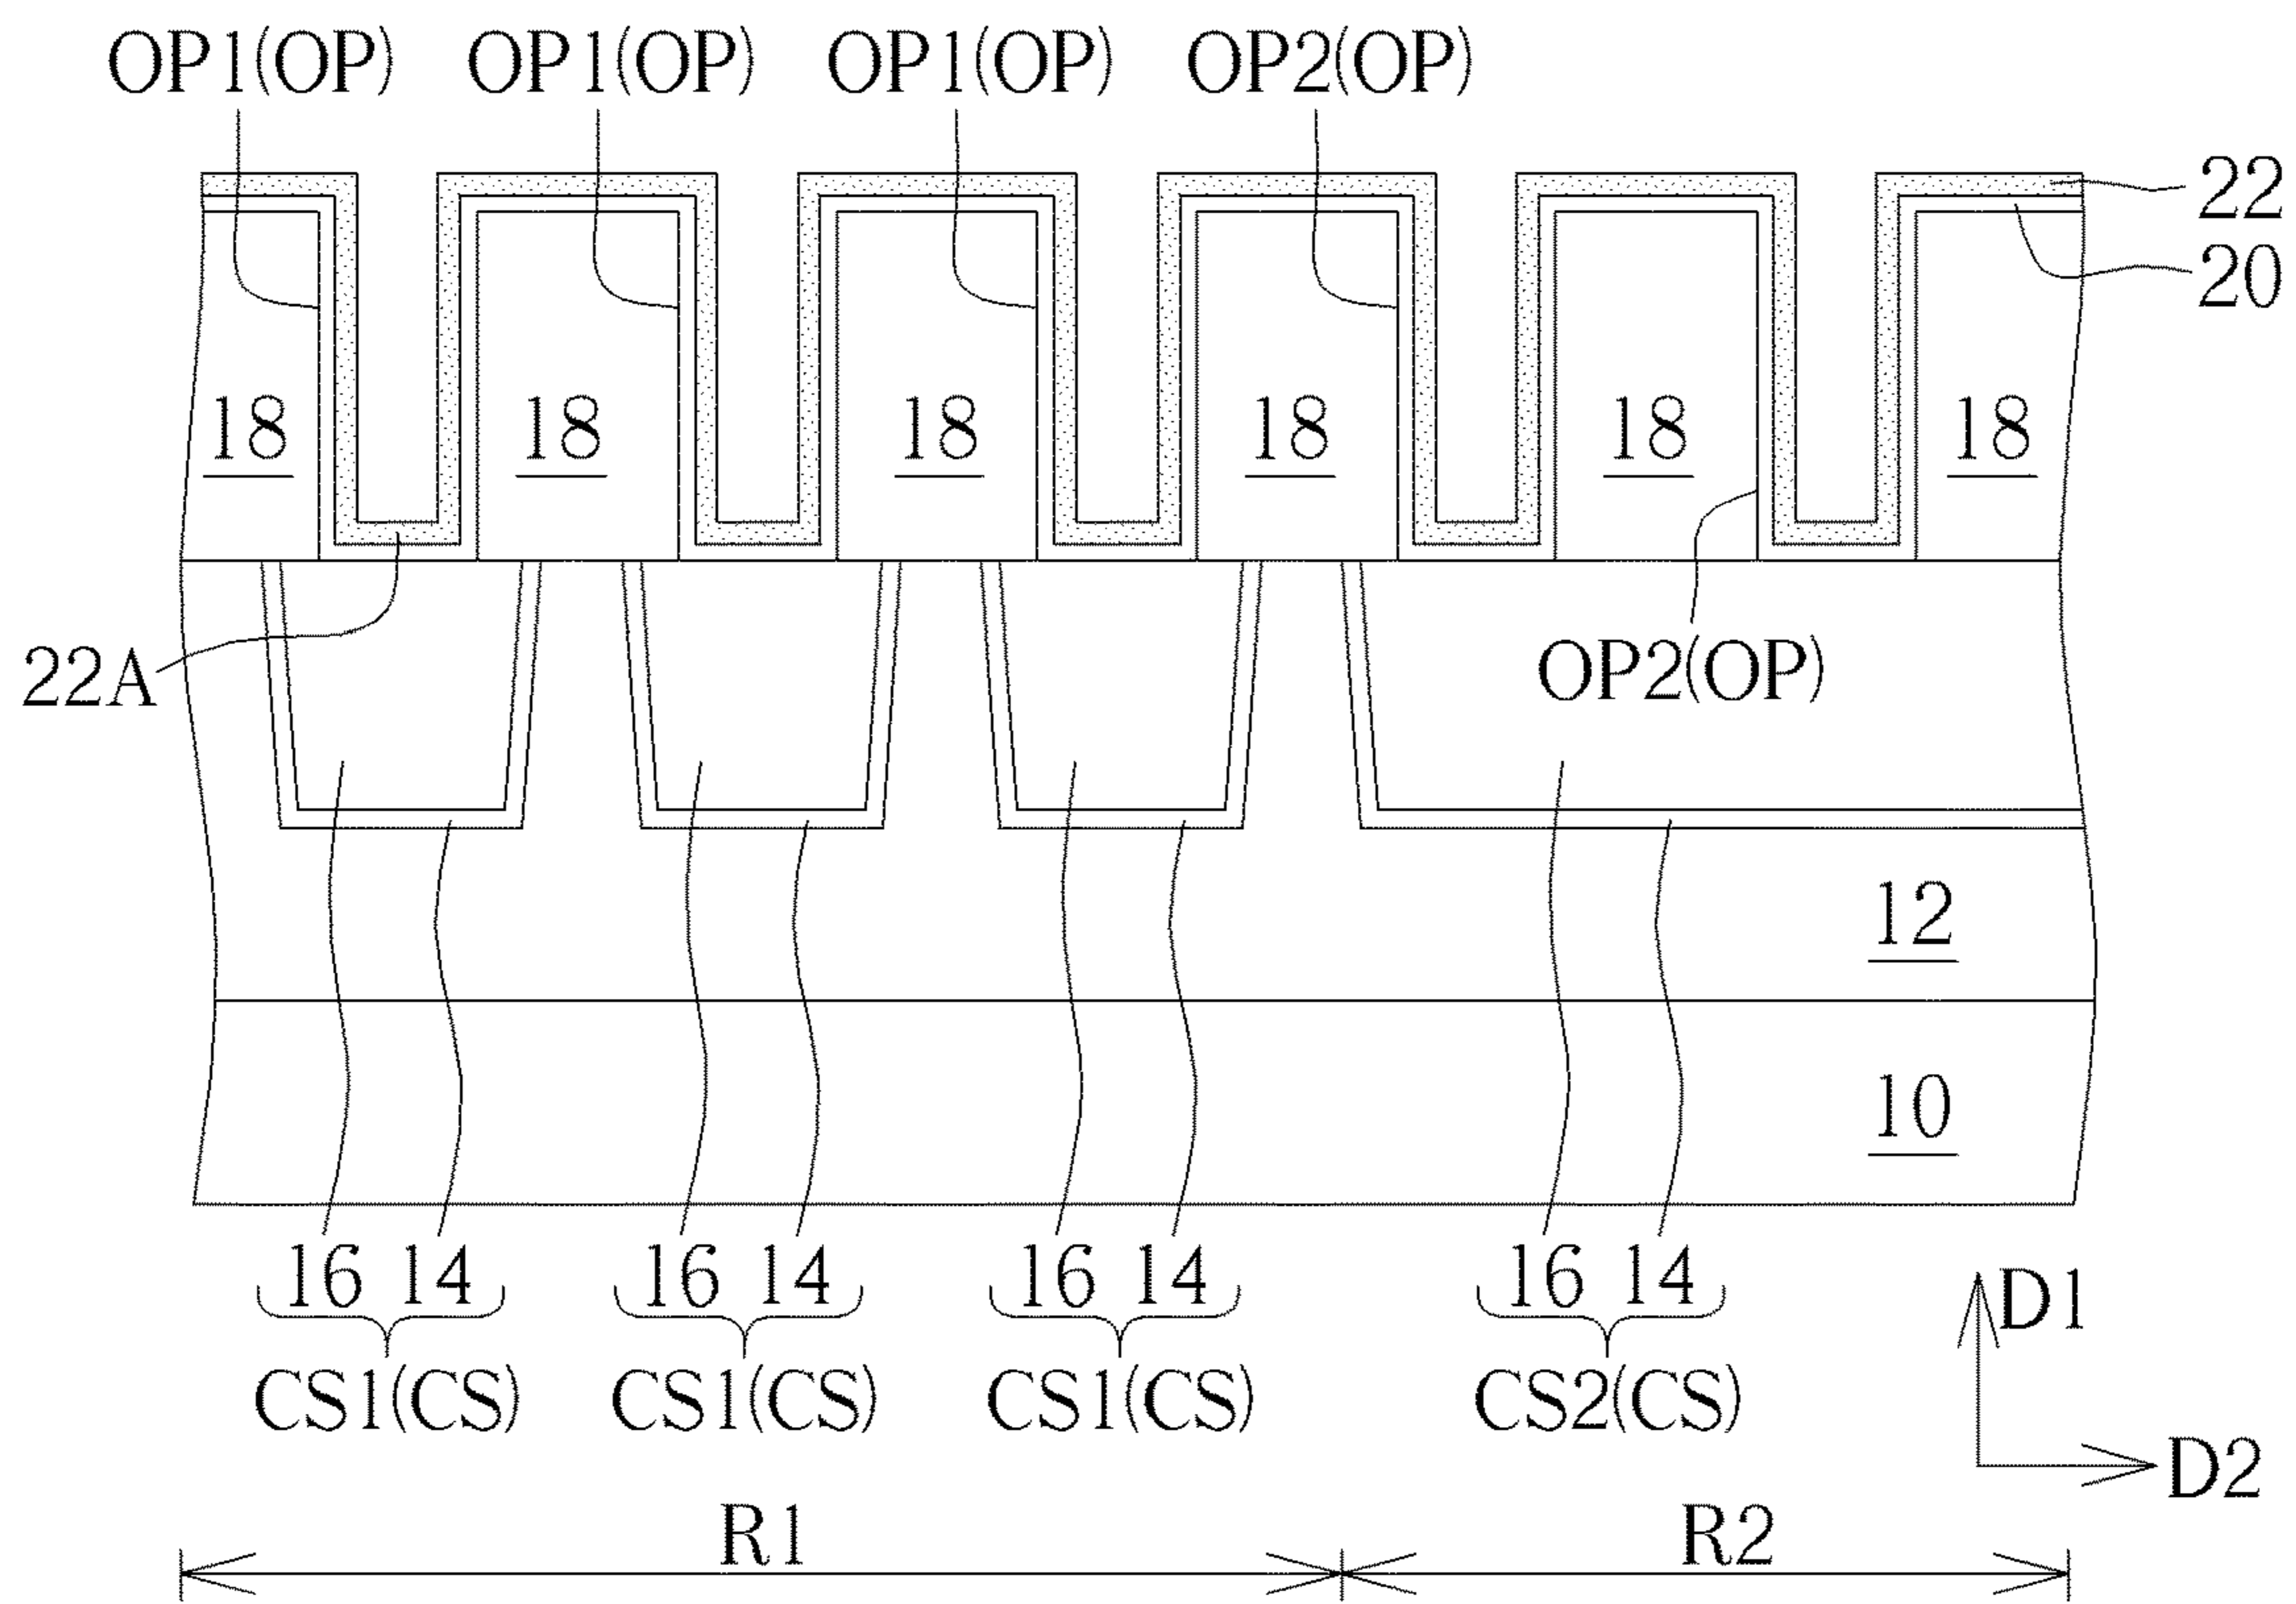 OP1(OP) OP1(OP) OP1(OP) OP2(OP)
22
20
18 18 18 18 18 18
22A OP2(OP)
12
10
16 14 16 14 16 14 16 14
CS1(CS) CS1(CS) CS1(CS) CS2(CS)
D1
D2
R1 R2